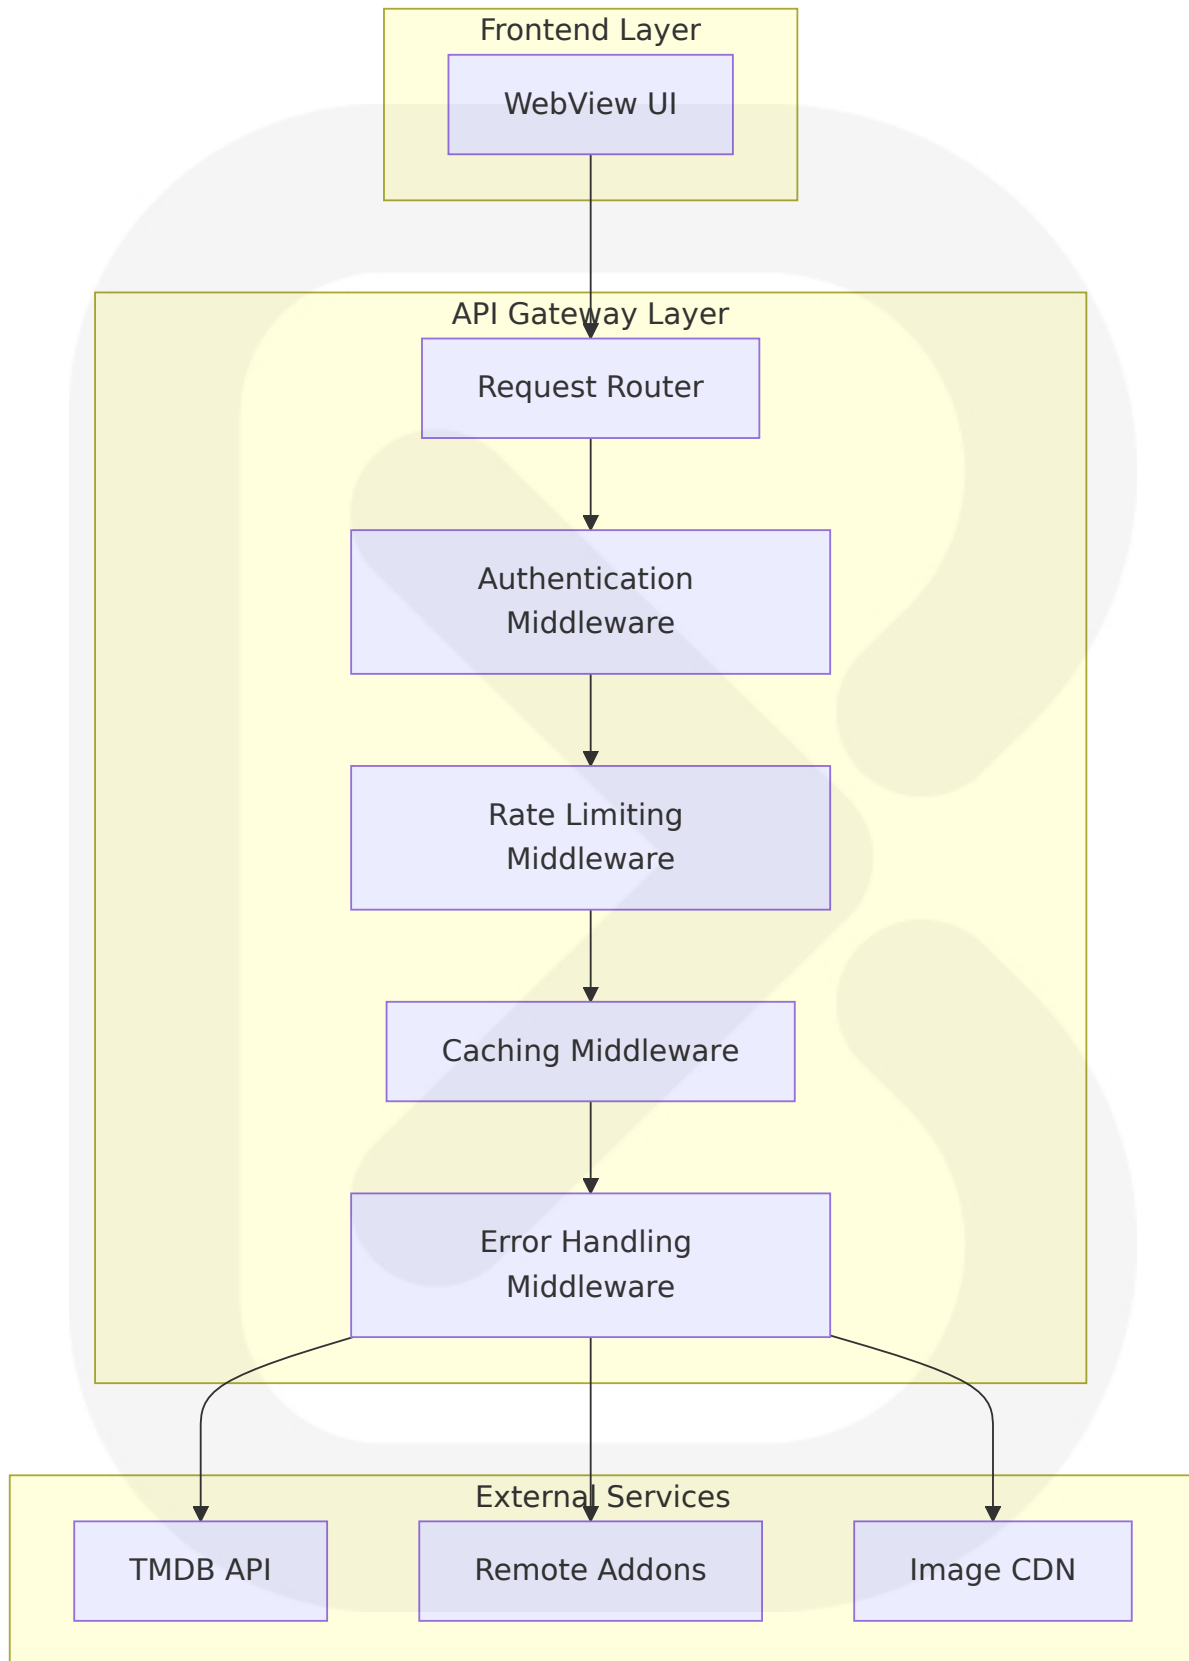 Frontend Layer
WebView UI
API Gateway Layer
Request Router
Authentication
Middleware
Rate Limiting
Middleware
Caching Middleware
Error Handling
Middleware
External Services
TMDB API
Remote Addons
Image CDN